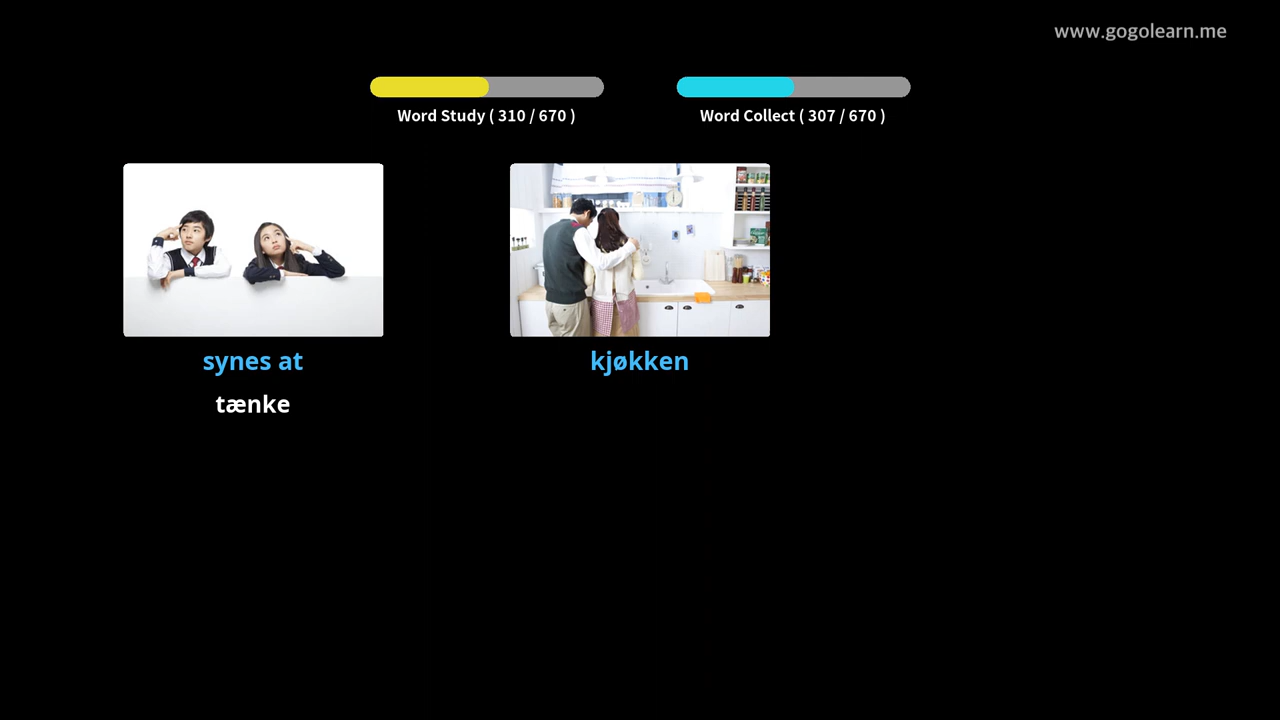 www.gogolearn.me
Word Study ( 310 / 670 )
Word Collect ( 307 / 670 )
synes at
kjøkken
tænke